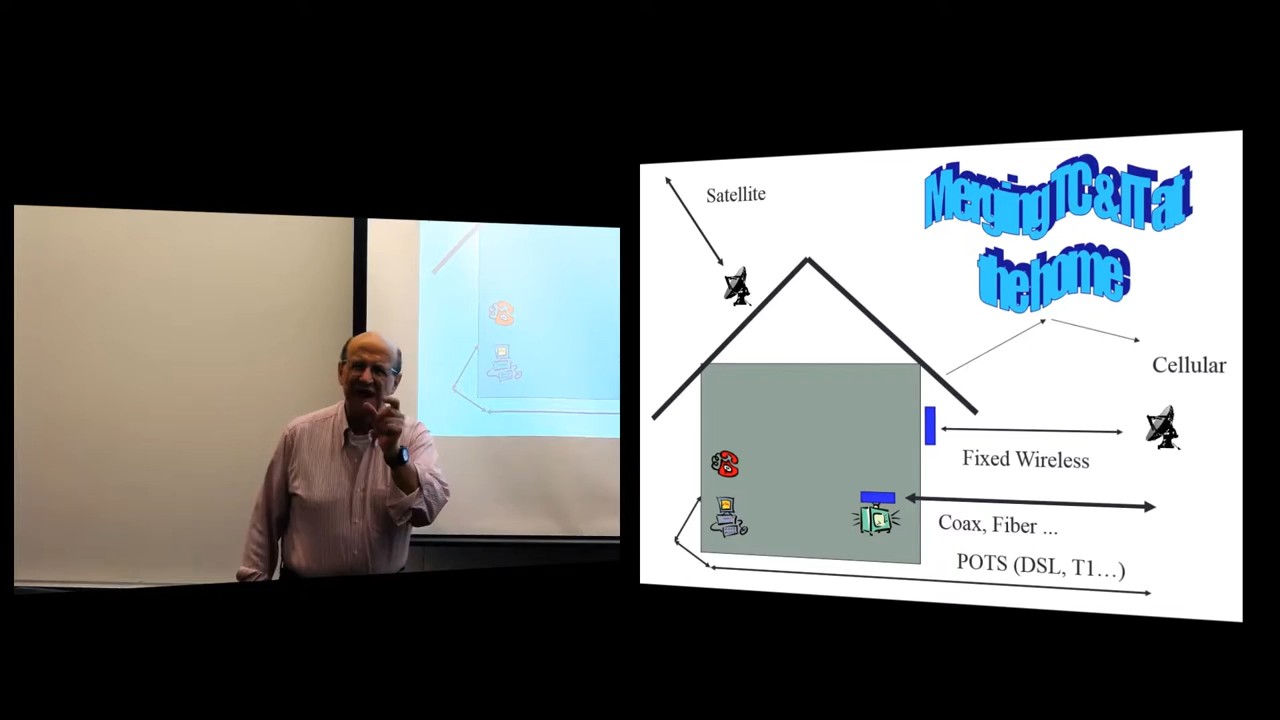 Satellite
Merging TC & IT at
the home
Cellular
Fixed Wireless
Coax, Fiber ...
POTS (DSL, T1…)